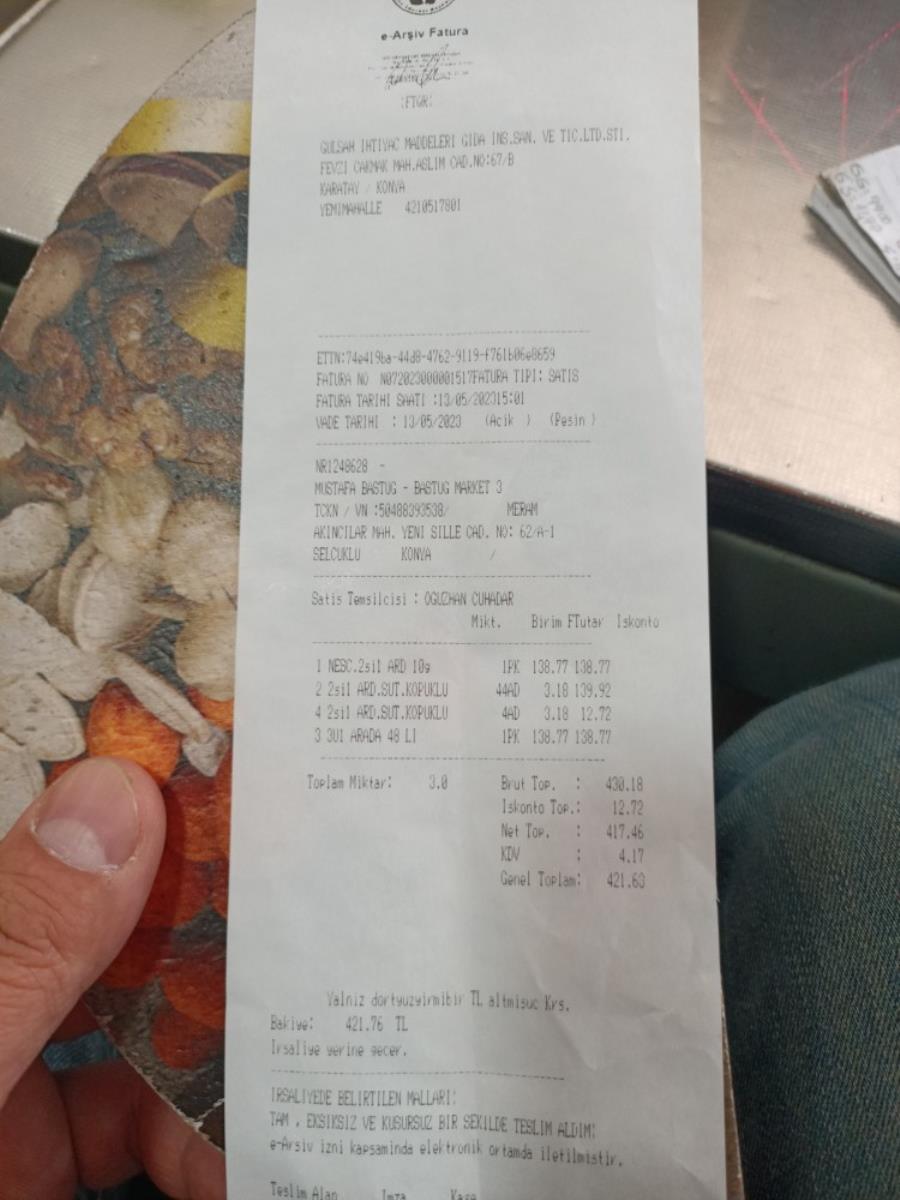 e-Arşiv Fatura
:FTGR:
GULSAH IHTIYAC MADDELERI GIDA INS.SAN. VE TIC.LTD.STI.
FEVZI CAKMAK MAH.ASLIM CAD.NO:67/B
KARATAY / KONYA
YENIMAHALLE 4210517801
ETTN:74e419ba-44d8-4762-9119-f761b06e8659
FATURA NO N072023000001517FATURA TIPI: SATIS
FATURA TARIHI SAATI :13/05/202315:01
VADE TARIHI : 13/05/2023 (Acik ) (Pesin )
NR1248628 -
MUSTAFA BASTUG - BASTUG MARKET 3
TCKN / VN :50488393538/ MERAM
AKINCILAR MAH. YENI SILLE CAD. NO: 62/A-1
SELCUKLU KONYA /
Satis Temsilcisi : OGUZHAN CUHADAR
Mikt. Birim FTutar Iskonto
1 NESC.2si1 ARD 10g 1PK 138.77 138.77
2 2si1 ARD.SUT.KOPUKLU 44AD 3.18 139.92
4 2si1 ARD.SUT.KOPUKLU 4AD 3.18 12.72
3 3U1 ARADA 48 LI 1PK 138.77 138.77
Toplam Miktar: 3.0 Brut Top. : 430.18
Iskonto Top.: 12.72
Net Top. : 417.46
KDV : 4.17
Genel Toplam: 421.63
Yalniz dortyuzyirmibir TL altmisuc Krs.
Bakiye: 421.76 TL
Irsaliye yerine gecer.
IRSALIYEDE BELIRTILEN MALLARI:
TAM , EKSIKSIZ VE KUSURSUZ BIR SEKILDE TESLIM ALDIM:
e-Arsiv izni kapsaminda elektronik ortamda iletilmistir.
Teslim Alan Imza Kase